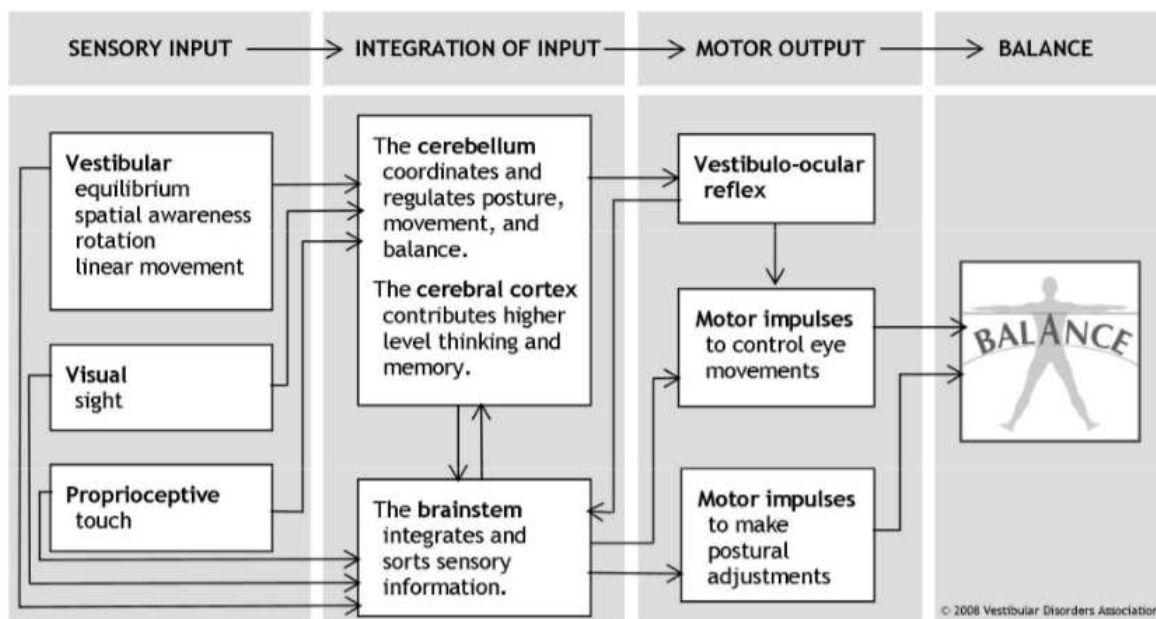 SENSORY INPUT
INTEGRATION OF INPUT
MOTOR OUTPUT
BALANCE
Vestibular
equilibrium
spatial awareness
rotation
linear movement
Visual
sight
Proprioceptive
touch
The cerebellum
coordinates and
regulates posture,
movement, and
balance.
The cerebral cortex
contributes higher
level thinking and
memory.
The brainstem
integrates and
sorts sensory
information.
Vestibulo-ocular
reflex
Motor impulses
to control eye
movements
Motor impulses
to make
postural
adjustments
BALANCE
© 2008 Vestibular Disorders Association